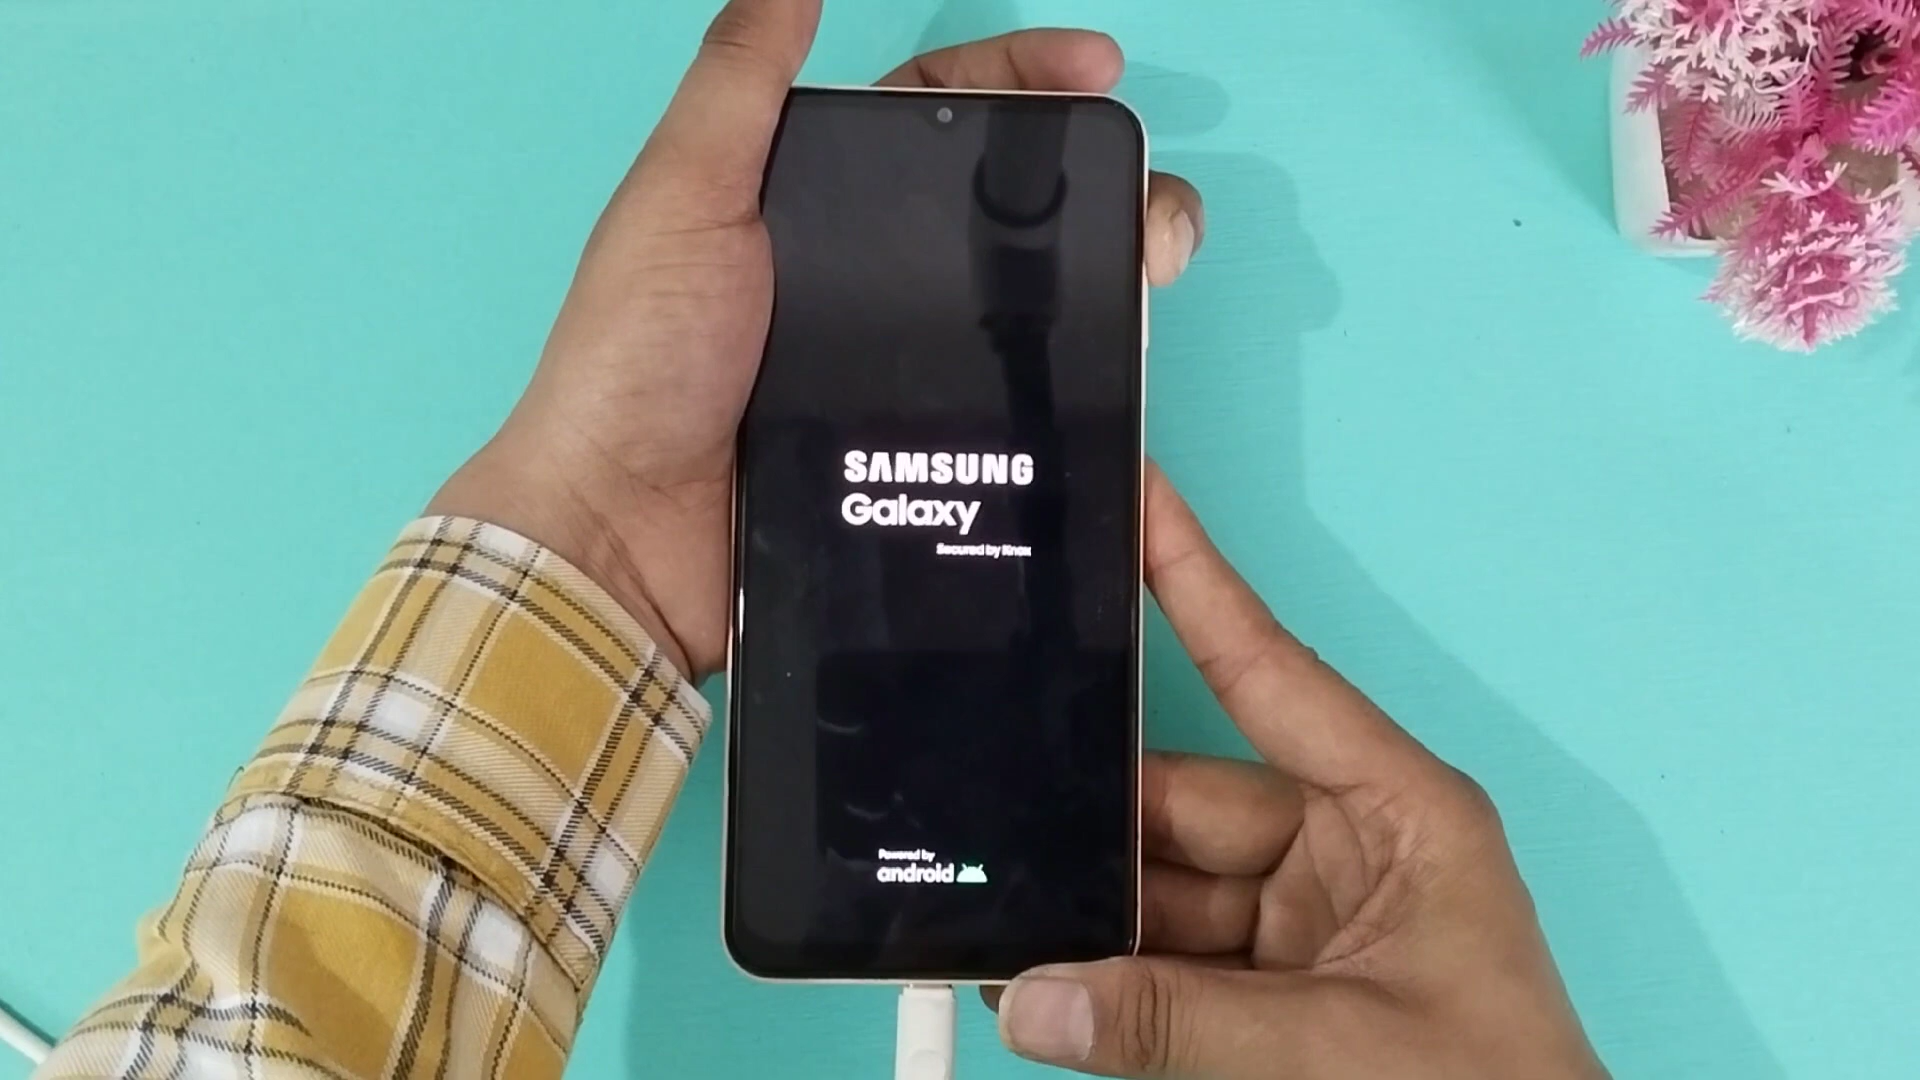 SAMSUNG
Galaxy
Secured by Knox
Powered by
android